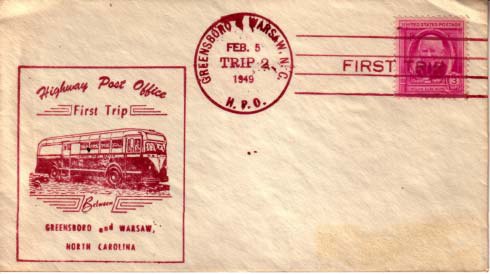 GREENSBORO & WARSAW, N.C.
FEB. 5
TRIP 2
1949
H.P.O.
FIRST TRIP
UNITED STATES POSTAGE
3
Highway Post Office
First Trip
Between
GREENSBORO and WARSAW,
NORTH CAROLINA